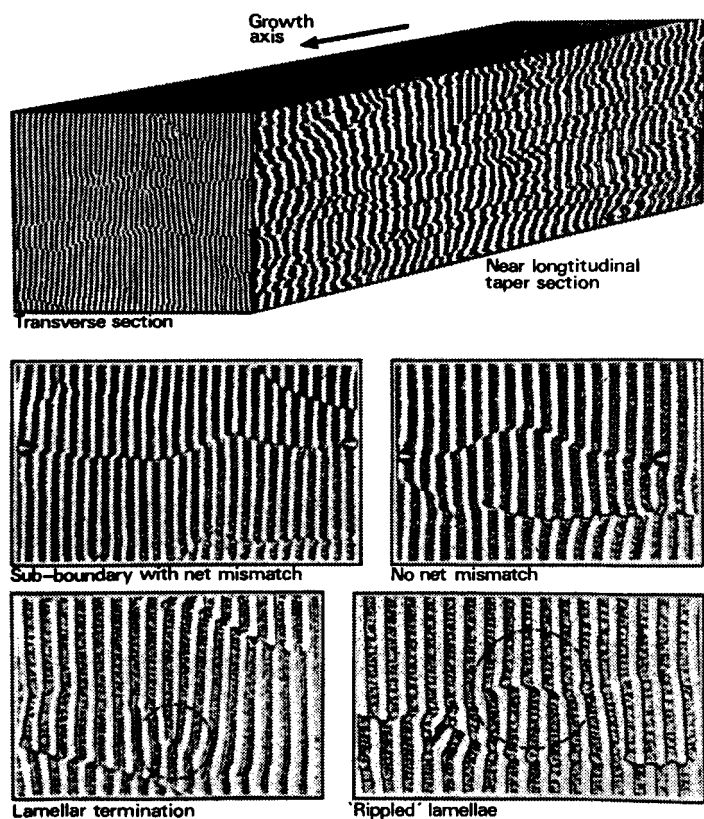 Growth
axis
Near longtitudinal
taper section
Transverse section
Sub-boundary with net mismatch
No net mismatch
Lamellar termination
'Rippled' lamellae